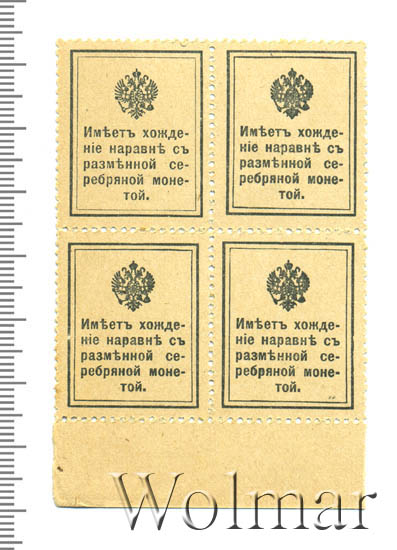 Имѣетъ хожде-
ніе наравнѣ съ
размѣнной се-
ребряной моне-
той.
Имѣетъ хожде-
ніе наравнѣ съ
размѣнной се-
ребряной моне-
той.
Имѣетъ хожде-
ніе наравнѣ съ
размѣнной се-
ребряной моне-
той.
Имѣетъ хожде-
ніе наравнѣ съ
размѣнной се-
ребряной моне-
той.
Wolmar